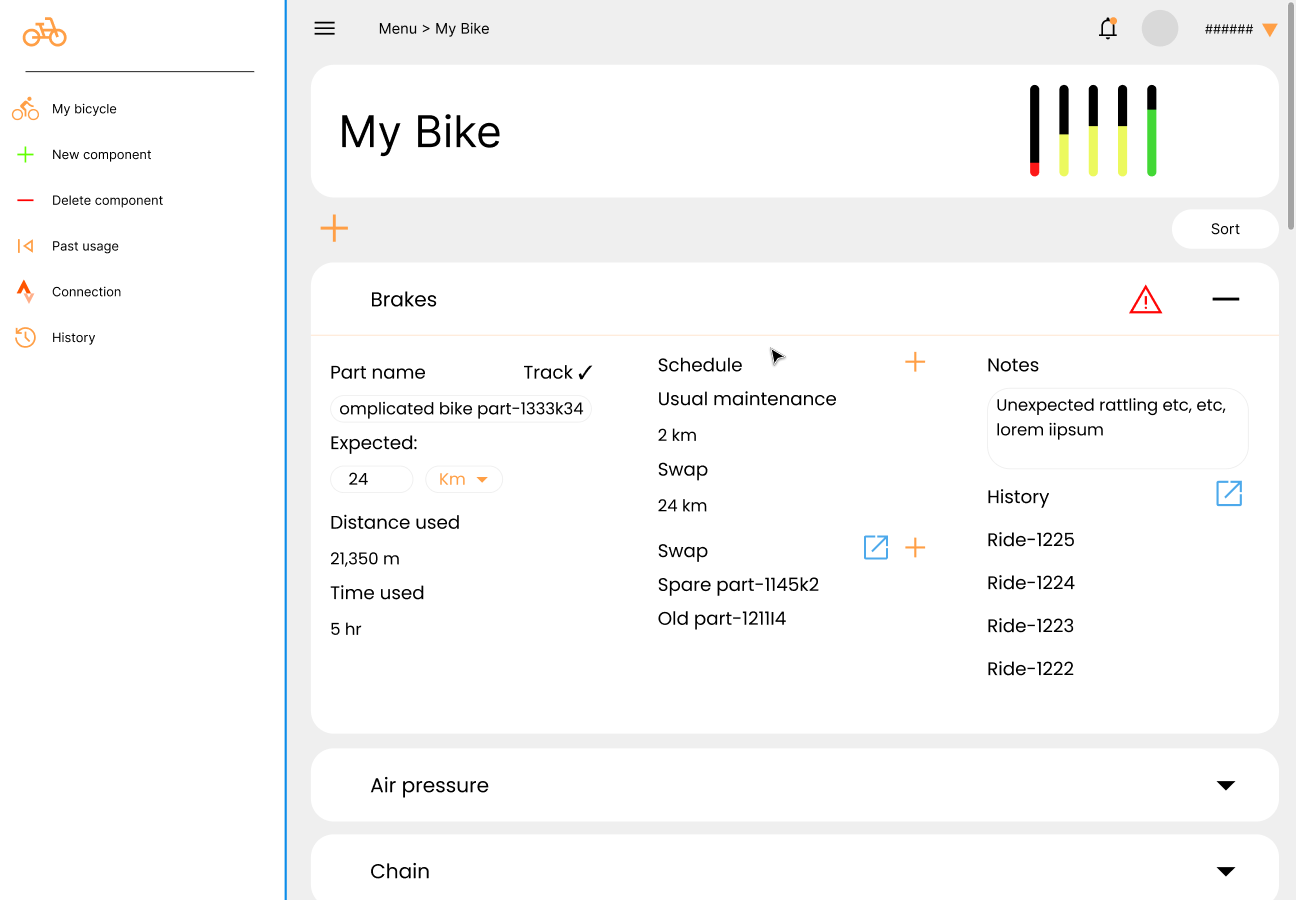 Menu > My Bike
######
My bicycle
New component
Delete component
Past usage
Connection
History
My Bike
Sort
Brakes
Part name
Track ✓
omplicated bike part-1333k34
Expected:
24
Km
Distance used
21,350 m
Time used
5 hr
Schedule
Usual maintenance
2 km
Swap
24 km
Swap
Spare part-1145k2
Old part-1211I4
Notes
Unexpected rattling etc, etc,
lorem iipsum
History
Ride-1225
Ride-1224
Ride-1223
Ride-1222
Air pressure
Chain